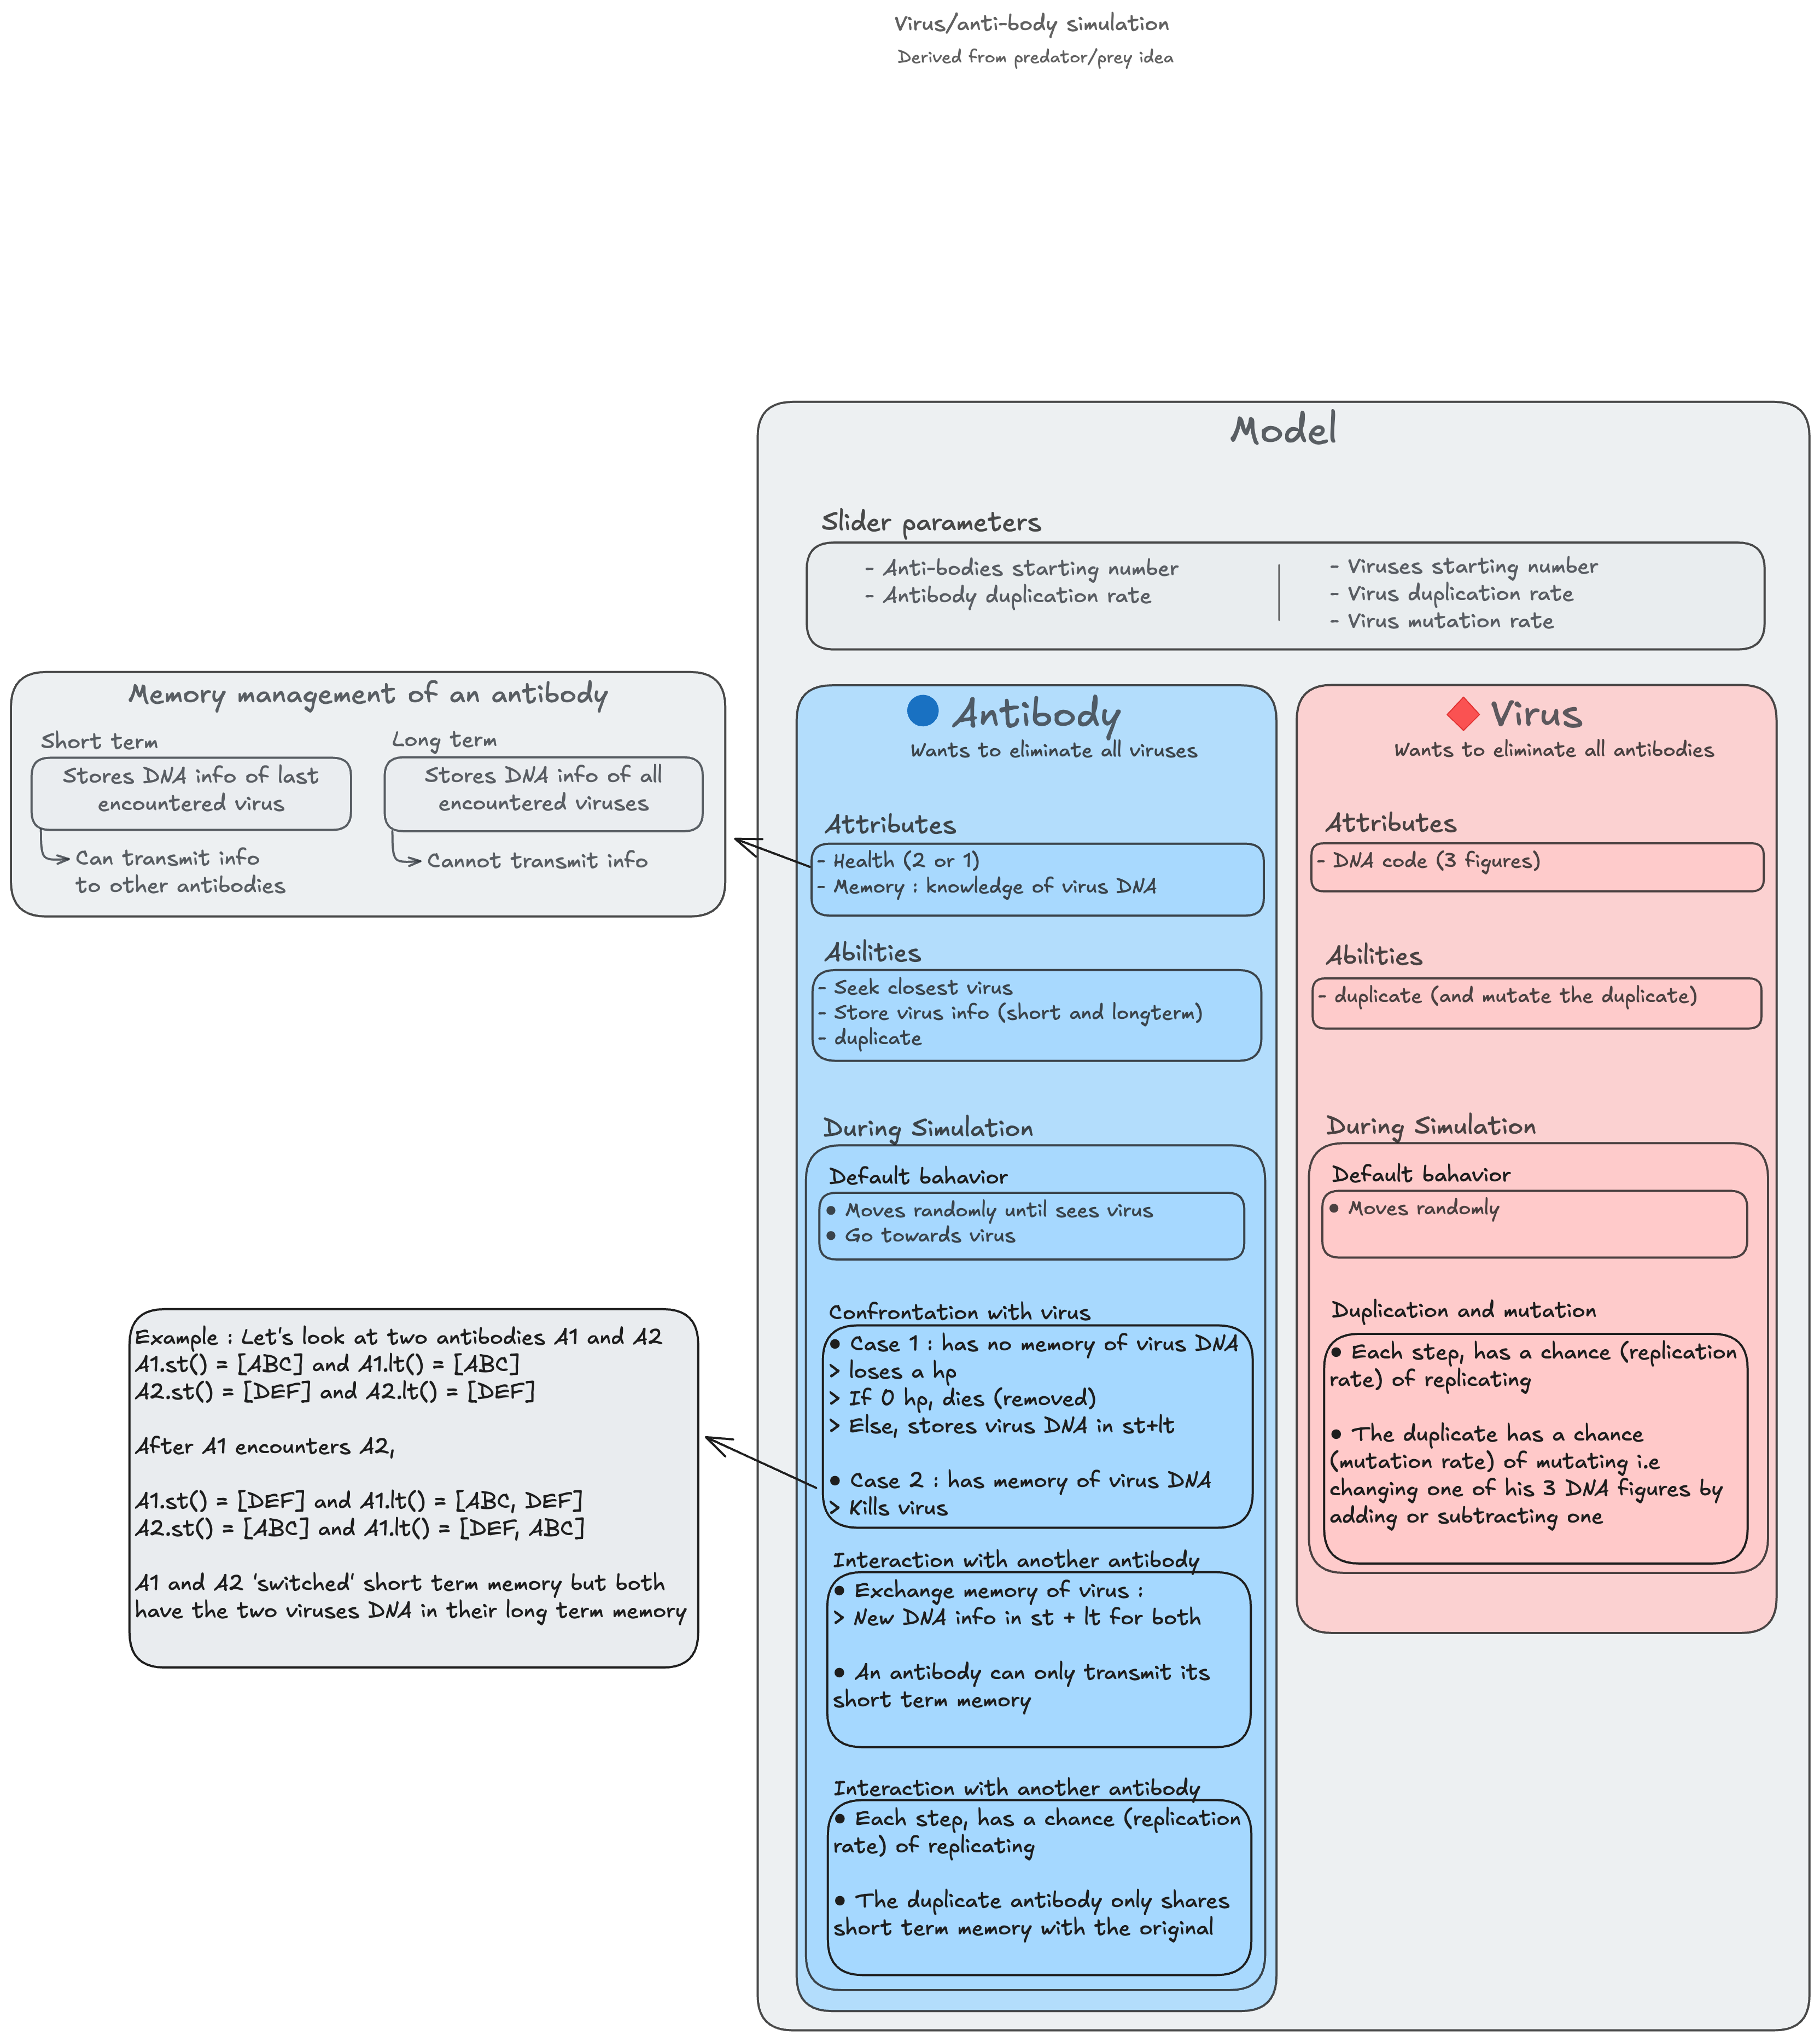 Virus/anti-body simulation
Derived from predator/prey idea
Model
Slider parameters
- Anti-bodies starting number
- Antibody duplication rate
- Viruses starting number
- Virus duplication rate
- Virus mutation rate
Memory management of an antibody
Short term
Stores DNA info of last
encountered virus
Can transmit info
to other antibodies
Long term
Stores DNA info of all
encountered viruses
Cannot transmit info
Antibody
Wants to eliminate all viruses
Attributes
- Health (2 or 1)
- Memory : knowledge of virus DNA
Abilities
- Seek closest virus
- Store virus info (short and longterm)
- duplicate
During Simulation
Default bahavior
• Moves randomly until sees virus
• Go towards virus
Confrontation with virus
• Case 1 : has no memory of virus DNA
> loses a hp
> If 0 hp, dies (removed)
> Else, stores virus DNA in st+lt
• Case 2 : has memory of virus DNA
> Kills virus
Interaction with another antibody
• Exchange memory of virus :
> New DNA info in st + lt for both
• An antibody can only transmit its
short term memory
Interaction with another antibody
• Each step, has a chance (replication
rate) of replicating
• The duplicate antibody only shares
short term memory with the original
Virus
Wants to eliminate all antibodies
Attributes
- DNA code (3 figures)
Abilities
- duplicate (and mutate the duplicate)
During Simulation
Default bahavior
• Moves randomly
Duplication and mutation
• Each step, has a chance (replication
rate) of replicating
• The duplicate has a chance
(mutation rate) of mutating i.e
changing one of his 3 DNA figures by
adding or subtracting one
Example : Let's look at two antibodies A1 and A2
A1.st() = [ABC] and A1.lt() = [ABC]
A2.st() = [DEF] and A2.lt() = [DEF]
After A1 encounters A2,
A1.st() = [DEF] and A1.lt() = [ABC, DEF]
A2.st() = [ABC] and A1.lt() = [DEF, ABC]
A1 and A2 'switched' short term memory but both
have the two viruses DNA in their long term memory